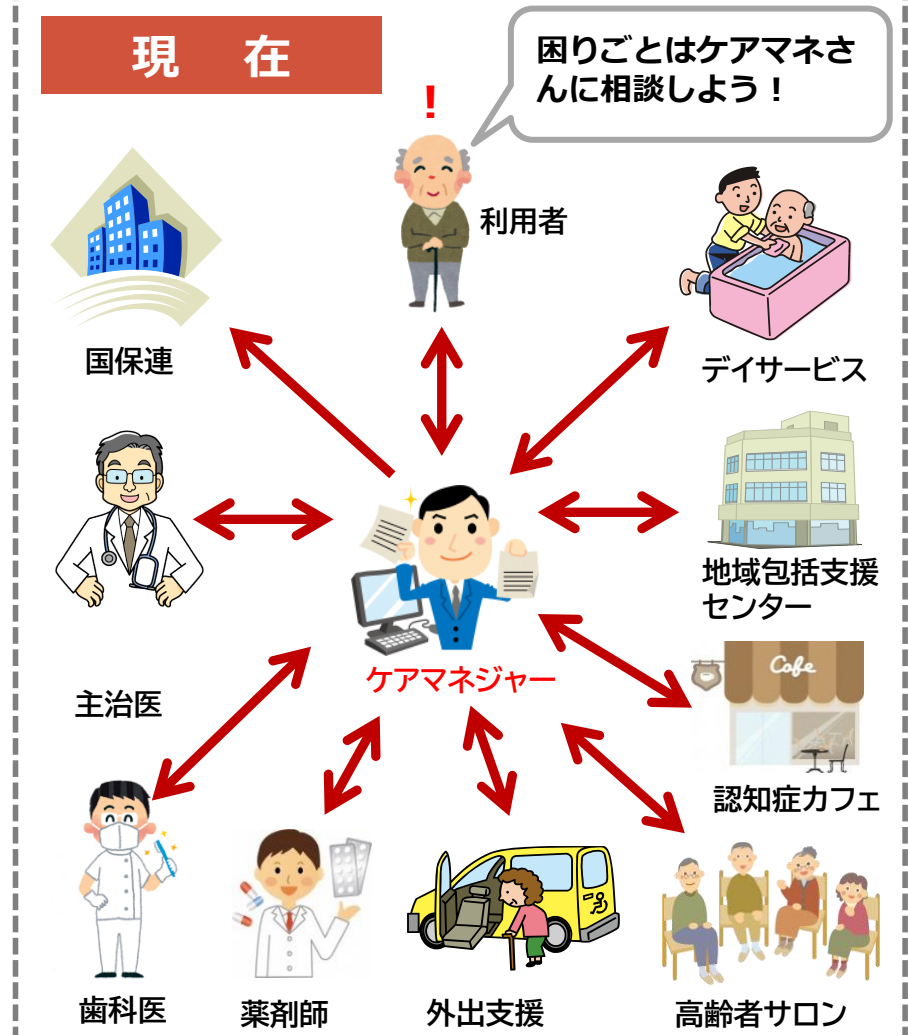 現 在
困りごとはケアマネさ
んに相談しよう！
！
利用者
国保連
デイサービス
地域包括支援
センター
ケアマネジャー
主治医
Cafe
認知症カフェ
歯科医
薬剤師
外出支援
高齢者サロン